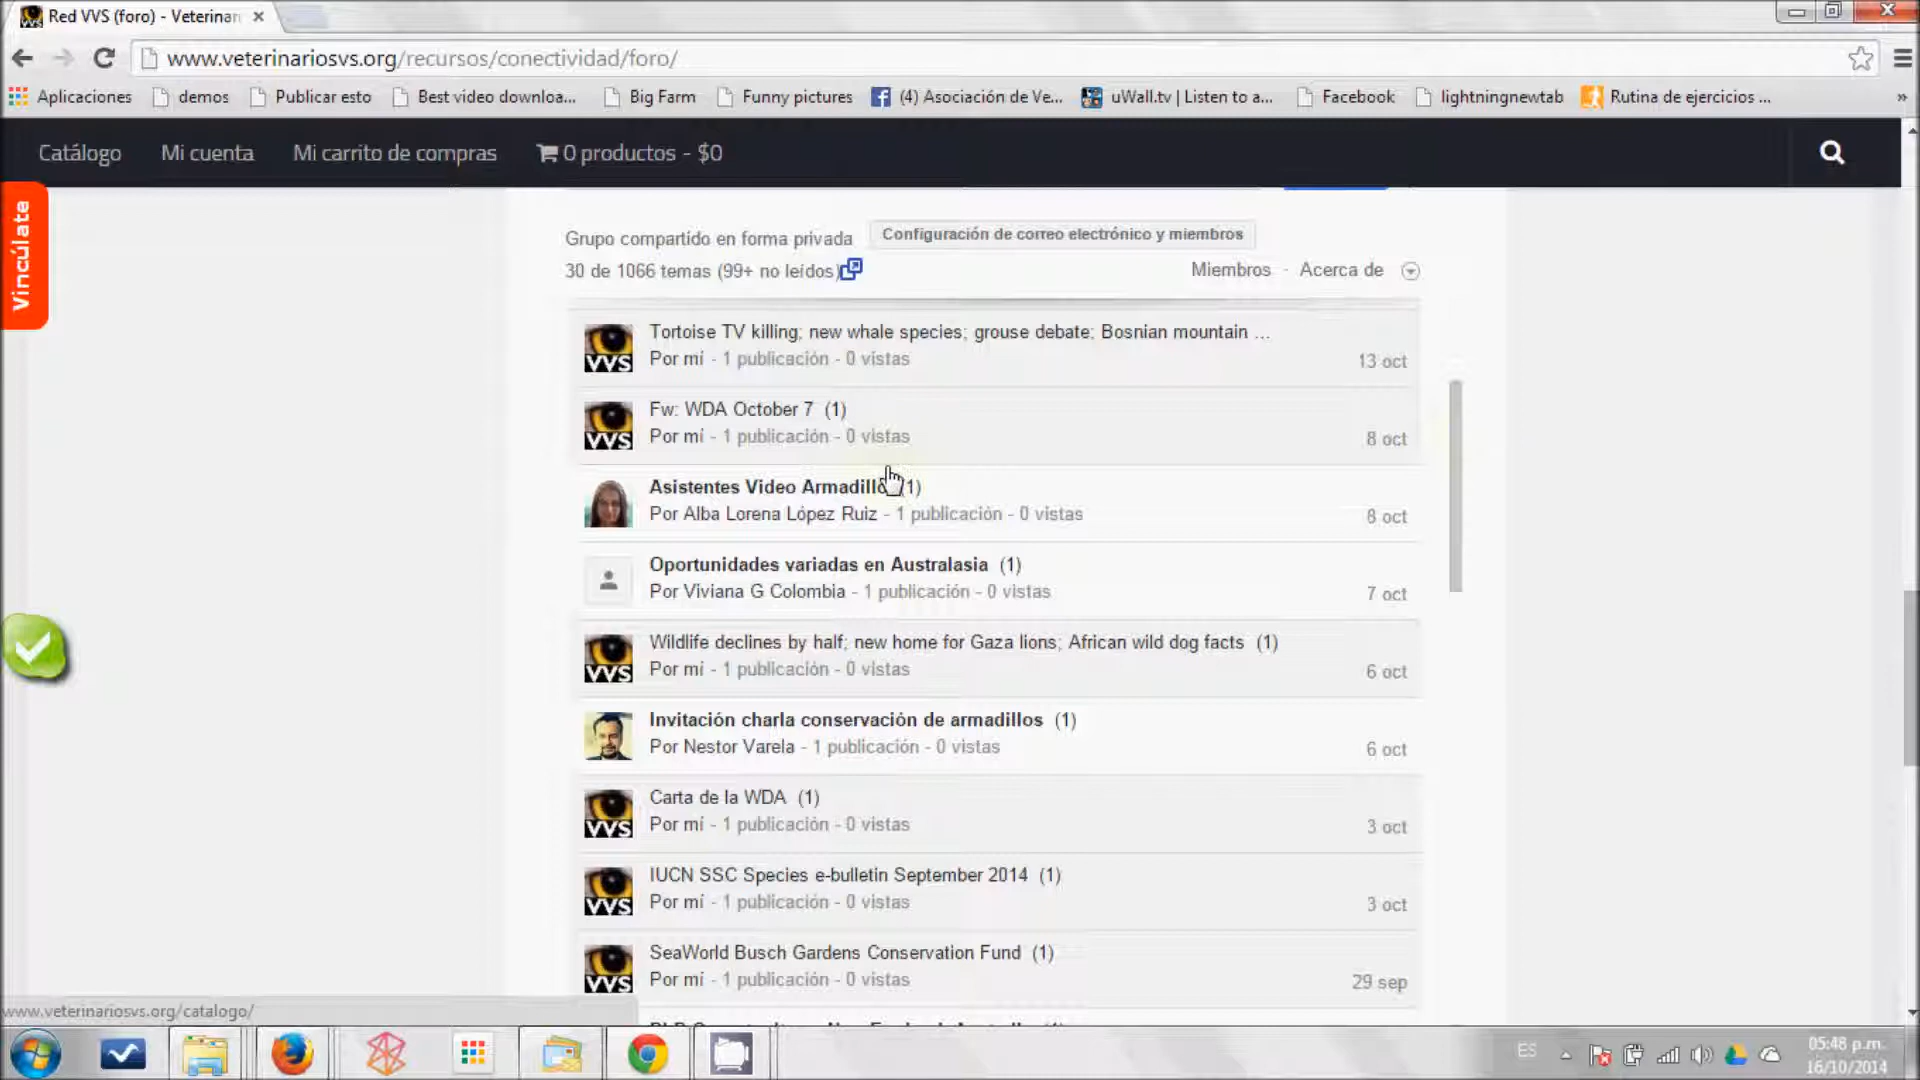 Red VVS (foro) - Veterinar
www.veterinariosvs.org/recursos/conectividad/foro/
Aplicaciones demos Publicar esto Best video downloa... Big Farm Funny pictures (4) Asociación de Ve... uWall.tv | Listen to a... Facebook lightningnewtab Rutina de ejercicios ... »
Catálogo Mi cuenta Mi carrito de compras 0 productos - $0
Vincúlate
Grupo compartido en forma privada Configuración de correo electrónico y miembros
30 de 1066 temas (99+ no leídos) Miembros · Acerca de
Tortoise TV killing; new whale species; grouse debate; Bosnian mountain ...
VVS Por mí - 1 publicación - 0 vistas 13 oct
Fw: WDA October 7 (1)
VVS Por mí - 1 publicación - 0 vistas 8 oct
Asistentes Video Armadillo (1)
Por Alba Lorena López Ruiz - 1 publicación - 0 vistas 8 oct
Oportunidades variadas en Australasia (1)
Por Viviana G Colombia - 1 publicación - 0 vistas 7 oct
Wildlife declines by half; new home for Gaza lions; African wild dog facts (1)
VVS Por mí - 1 publicación - 0 vistas 6 oct
Invitación charla conservación de armadillos (1)
Por Nestor Varela - 1 publicación - 0 vistas 6 oct
Carta de la WDA (1)
VVS Por mí - 1 publicación - 0 vistas 3 oct
IUCN SSC Species e-bulletin September 2014 (1)
VVS Por mí - 1 publicación - 0 vistas 3 oct
SeaWorld Busch Gardens Conservation Fund (1)
VVS Por mí - 1 publicación - 0 vistas 29 sep
www.veterinariosvs.org/catalogo/
ES 05:48 p.m.
16/10/2014